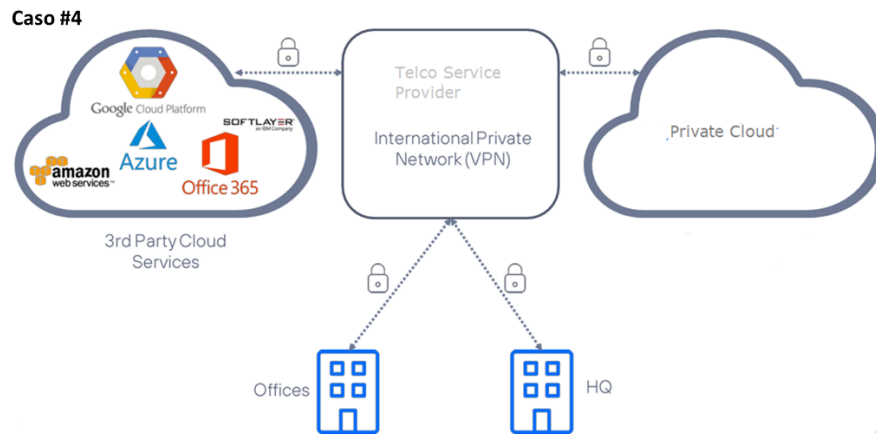 Caso #4
Google Cloud Platform
SOFTLAYER®
an IBM Company
Azure
amazon
web services™
Office 365
3rd Party Cloud
Services
Telco Service
Provider
International Private
Network (VPN)
Private Cloud
Offices
HQ